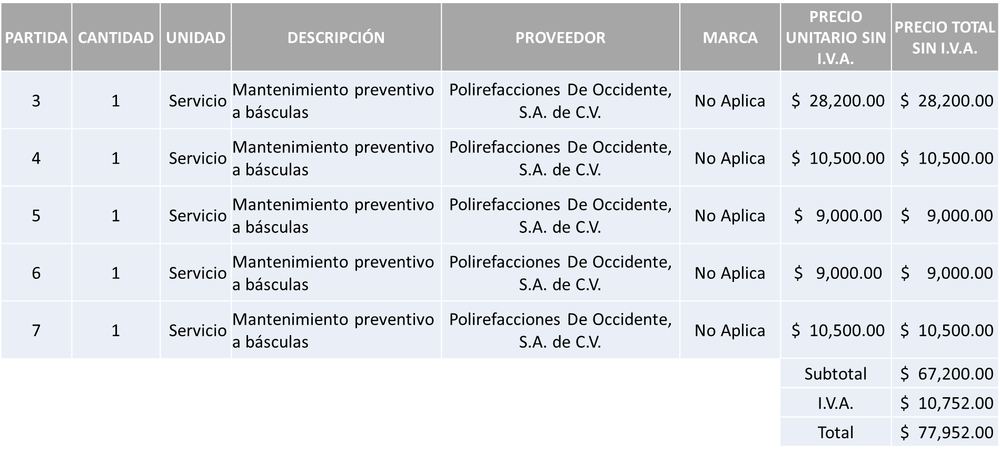 PARTIDA CANTIDAD UNIDAD DESCRIPCIÓN PROVEEDOR MARCA PRECIO UNITARIO SIN I.V.A. PRECIO TOTAL SIN I.V.A.
3 1 Servicio Mantenimiento preventivo a básculas Polirefacciones De Occidente, S.A. de C.V. No Aplica $ 28,200.00 $ 28,200.00
4 1 Servicio Mantenimiento preventivo a básculas Polirefacciones De Occidente, S.A. de C.V. No Aplica $ 10,500.00 $ 10,500.00
5 1 Servicio Mantenimiento preventivo a básculas Polirefacciones De Occidente, S.A. de C.V. No Aplica $ 9,000.00 $ 9,000.00
6 1 Servicio Mantenimiento preventivo a básculas Polirefacciones De Occidente, S.A. de C.V. No Aplica $ 9,000.00 $ 9,000.00
7 1 Servicio Mantenimiento preventivo a básculas Polirefacciones De Occidente, S.A. de C.V. No Aplica $ 10,500.00 $ 10,500.00
Subtotal $ 67,200.00
I.V.A. $ 10,752.00
Total $ 77,952.00